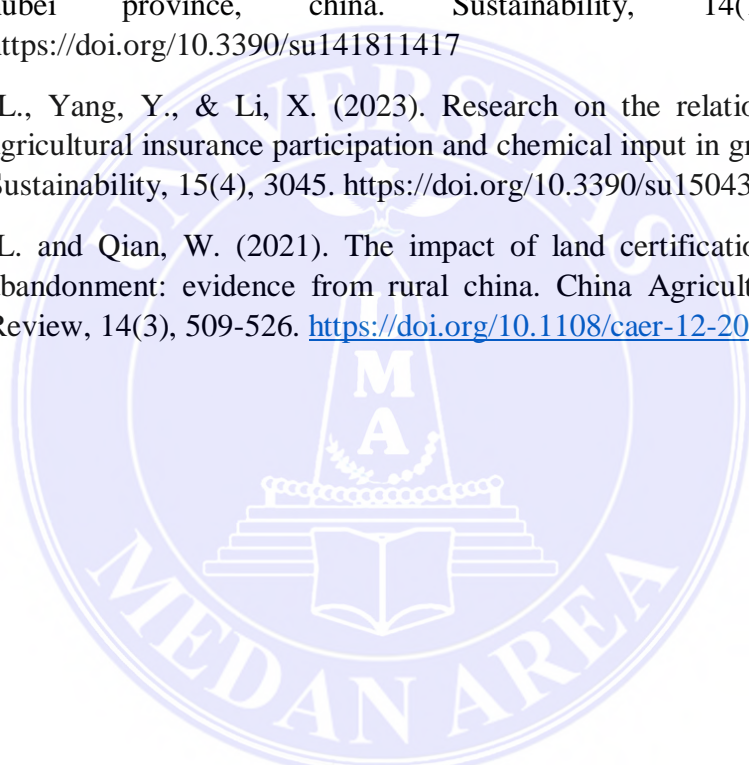 ubei province, china. Sustainability, 14(
ttps://doi.org/10.3390/su141811417
L., Yang, Y., & Li, X. (2023). Research on the relatio
gricultural insurance participation and chemical input in gr
ustainability, 15(4), 3045. https://doi.org/10.3390/su15043
L. and Qian, W. (2021). The impact of land certificatio
bandonment: evidence from rural china. China Agricult
Review, 14(3), 509-526. https://doi.org/10.1108/caer-12-20
UNIVERSITAS
M
A
MEDAN AREA